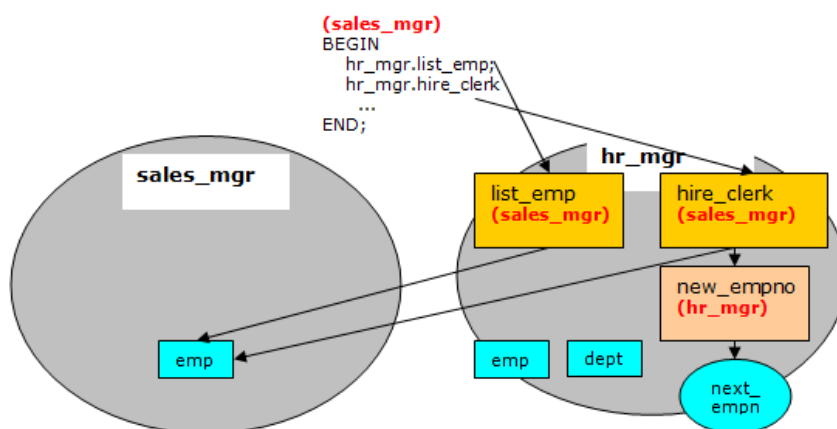 (sales_mgr)
BEGIN
hr_mgr.list_emp;
hr_mgr.hire_clerk
...
END;
sales_mgr
hr_mgr
list_emp
(sales_mgr)
hire_clerk
(sales_mgr)
new_empno
(hr_mgr)
emp
emp
dept
next_
empn